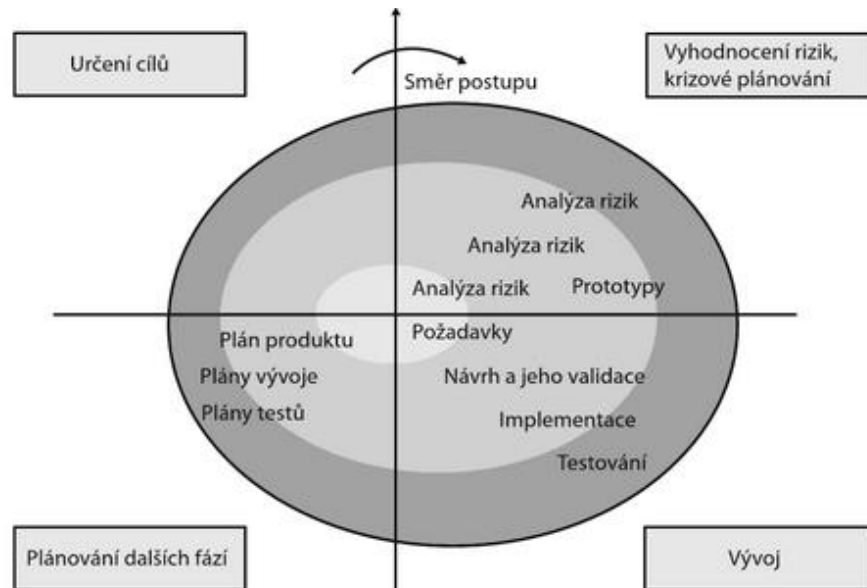 Určení cílů
Směr postupu
Vyhodnocení rizik,
krizové plánování
Analýza rizik
Analýza rizik
Analýza rizik
Prototypy
Plán produktu
Plány vývoje
Plány testů
Požadavky
Návrh a jeho validace
Implementace
Testování
Plánování dalších fází
Vývoj